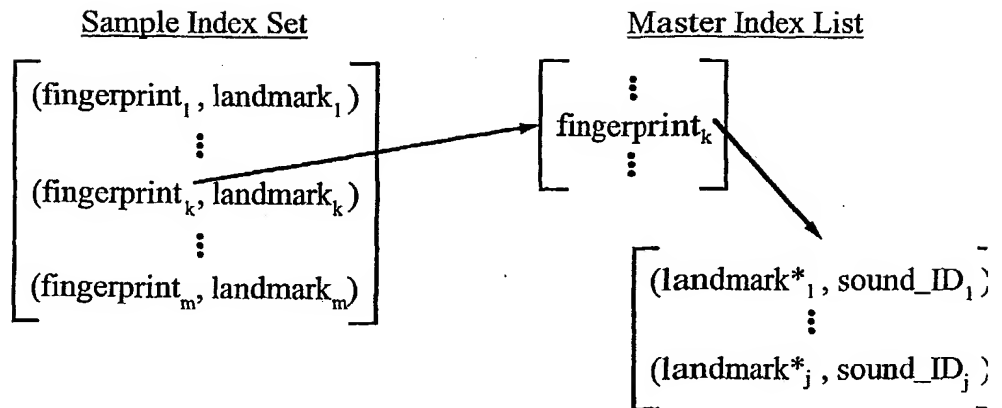 Sample Index Set
(fingerprint₁, landmark₁)
⋮
(fingerprintₖ, landmarkₖ)
⋮
(fingerprintₘ, landmarkₘ)
Master Index List
⋮
fingerprintₖ
⋮
(landmark*₁, sound_ID₁)
⋮
(landmark*ⱼ, sound_IDⱼ)